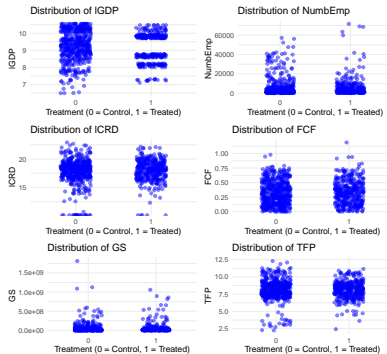 Distribution of lGDP
lGDP
10
9
8
7
0
1
Treatment (0 = Control, 1 = Treated)
Distribution of NumbEmp
NumbEmp
60000
40000
20000
0
0
1
Treatment (0 = Control, 1 = Treated)
Distribution of lCRD
lCRD
20
15
0
1
Treatment (0 = Control, 1 = Treated)
Distribution of FCF
FCF
1.00
0.75
0.50
0.25
0.00
0
1
Treatment (0 = Control, 1 = Treated)
Distribution of GS
GS
1.5e+09
1.0e+09
5.0e+08
0.0e+00
0
1
Treatment (0 = Control, 1 = Treated)
Distribution of TFP
TFP
12.5
10.0
7.5
5.0
2.5
0
1
Treatment (0 = Control, 1 = Treated)